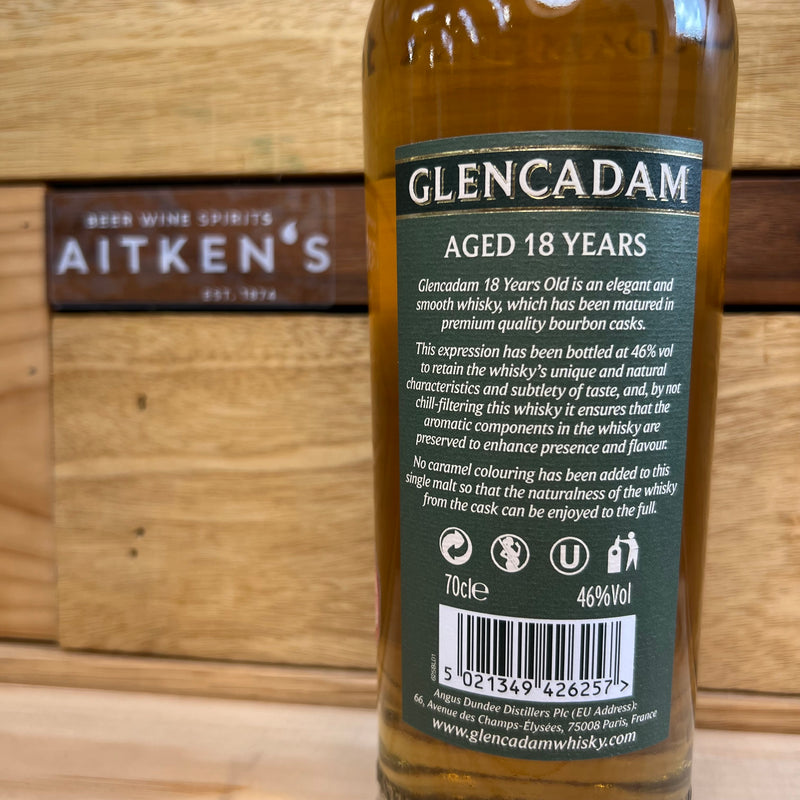 BEER WINE SPIRITS
AITKEN'S
EST. 1874
GLENCADAM
AGED 18 YEARS
Glencadam 18 Years Old is an elegant and
smooth whisky, which has been matured in
premium quality bourbon casks.
This expression has been bottled at 46% vol
to retain the whisky's unique and natural
characteristics and subtlety of taste, and, by not
chill-filtering this whisky it ensures that the
aromatic components in the whisky are
preserved to enhance presence and flavour.
No caramel colouring has been added to this
single malt so that the naturalness of the whisky
from the cask can be enjoyed to the full.
U
70cl e
46%Vol
5 021349 426257 >
Angus Dundee Distillers Plc (EU Address):
66, Avenue des Champs-Élysées, 75008 Paris, France
www.glencadamwhisky.com